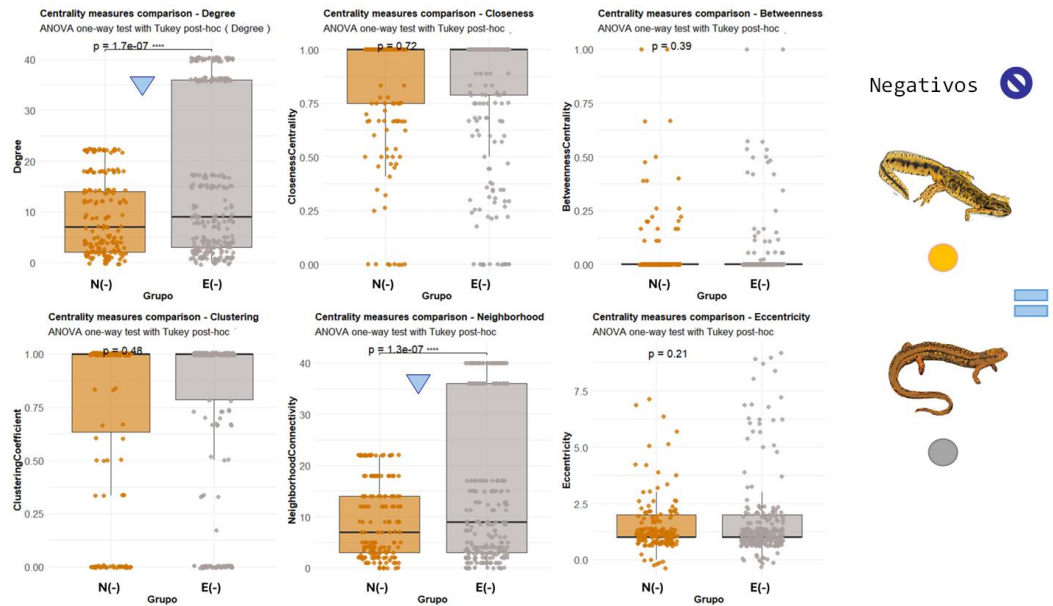 Centrality measures comparison - Degree
ANOVA one-way test with Tukey post-hoc ( Degree )
p = 1.7e-07 ****
Degree
40
30
20
10
0
N(-)
E(-)
Grupo
Centrality measures comparison - Closeness
ANOVA one-way test with Tukey post-hoc
p = 0.72
ClosenessCentrality
1.00
0.75
0.50
0.25
0.00
N(-)
E(-)
Grupo
Centrality measures comparison - Betweenness
ANOVA one-way test with Tukey post-hoc
p = 0.39
BetweennessCentrality
1.00
0.75
0.50
0.25
0.00
N(-)
E(-)
Grupo
Negativos
Centrality measures comparison - Clustering
ANOVA one-way test with Tukey post-hoc
p = 0.48
ClusteringCoefficient
1.00
0.75
0.50
0.25
0.00
N(-)
E(-)
Grupo
Centrality measures comparison - Neighborhood
ANOVA one-way test with Tukey post-hoc
p = 1.3e-07 ****
NeighborhoodConnectivity
40
30
20
10
0
N(-)
E(-)
Grupo
Centrality measures comparison - Eccentricity
ANOVA one-way test with Tukey post-hoc
p = 0.21
Eccentricity
7.5
5.0
2.5
0.0
N(-)
E(-)
Grupo